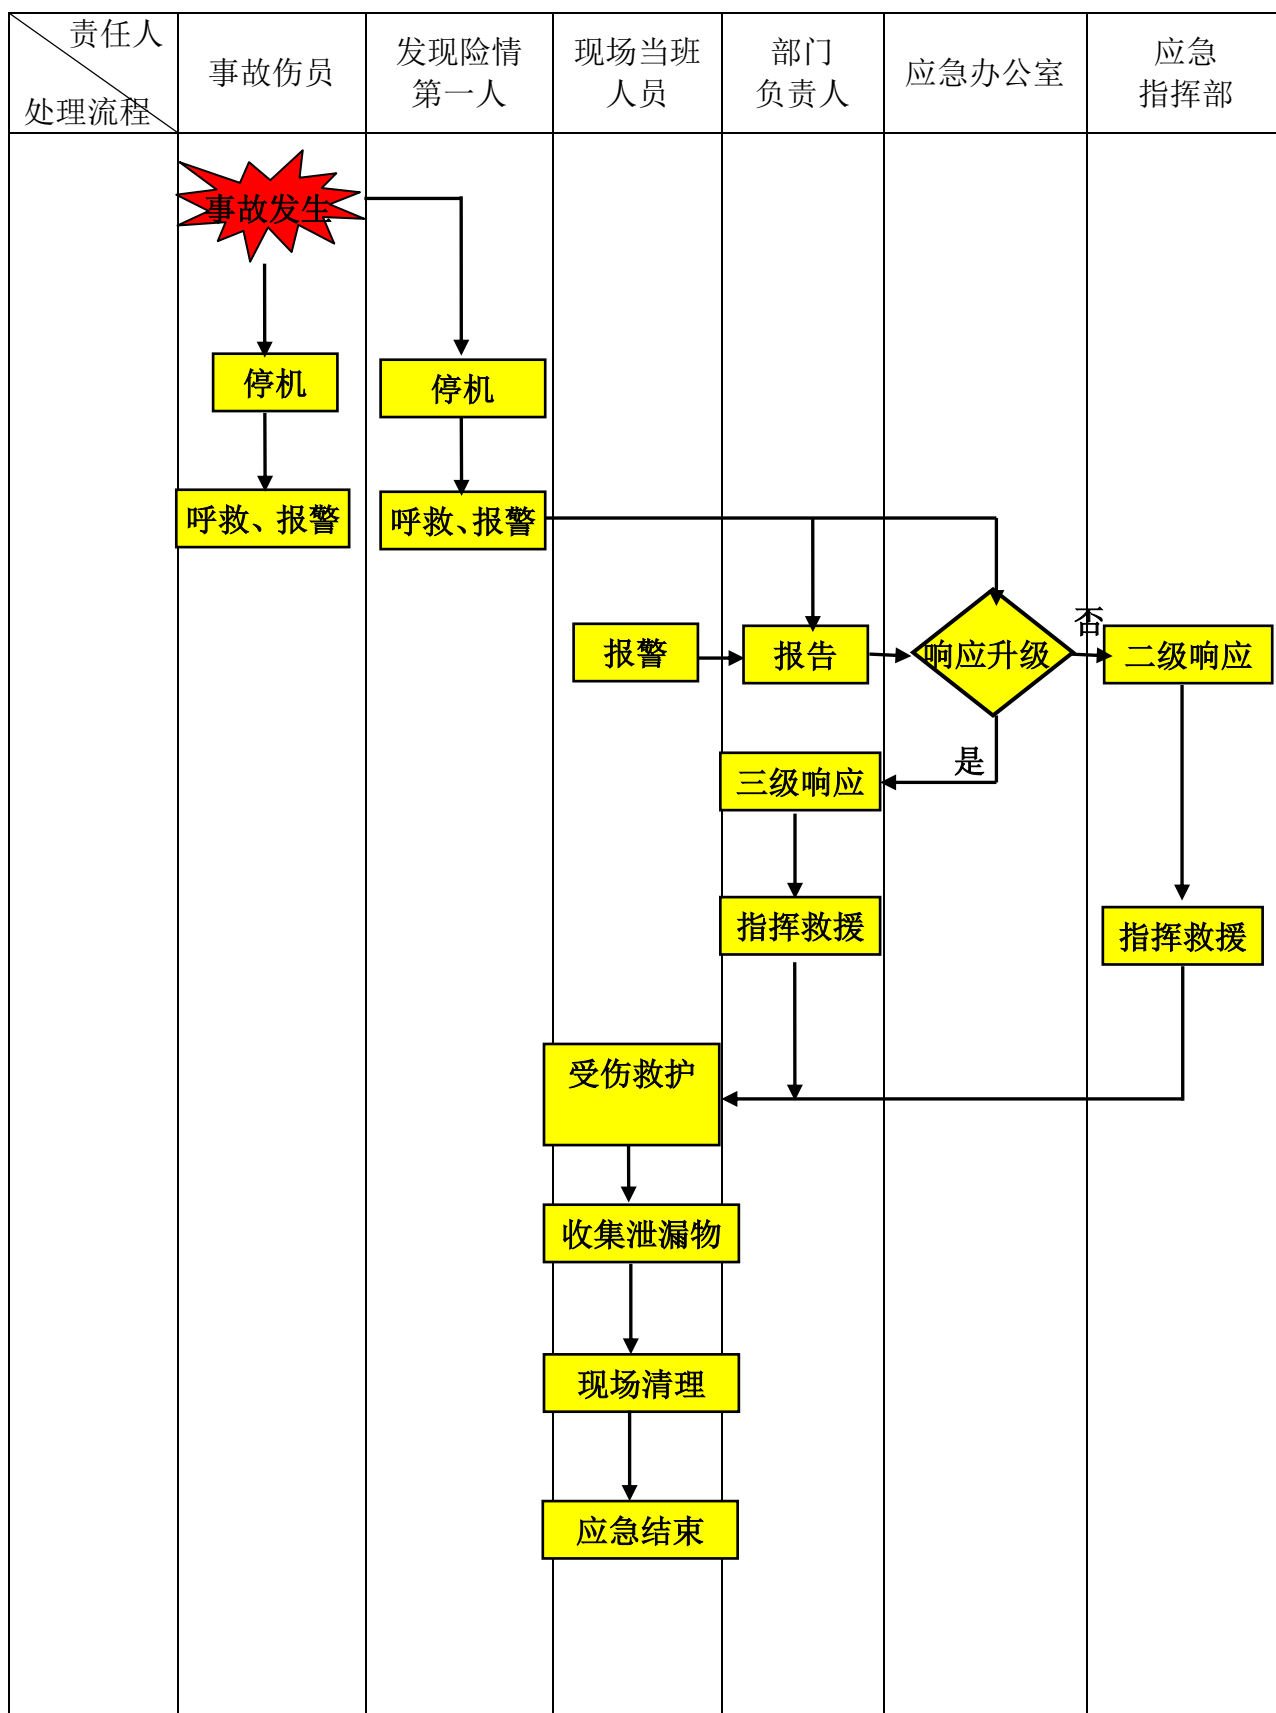 责任人
处理流程
事故伤员
发现险情
第一人
现场当班
人员
部门
负责人
应急办公室
应急
指挥部
事故发生
停机
停机
呼救、报警
呼救、报警
报警
报告
响应升级
否
二级响应
是
三级响应
指挥救援
指挥救援
受伤救护
收集泄漏物
现场清理
应急结束